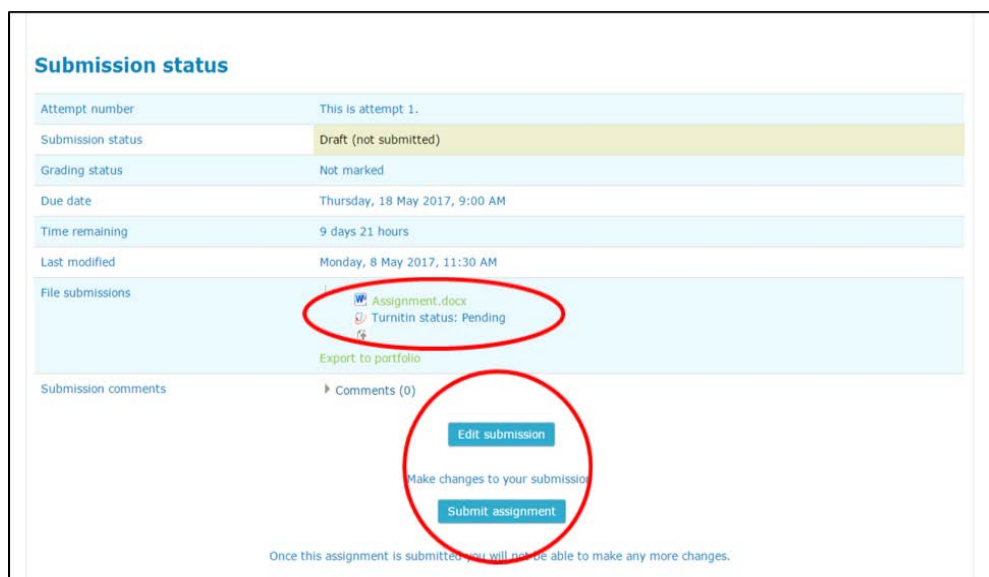 Submission status
Attempt number This is attempt 1.
Submission status Draft (not submitted)
Grading status Not marked
Due date Thursday, 18 May 2017, 9:00 AM
Time remaining 9 days 21 hours
Last modified Monday, 8 May 2017, 11:30 AM
File submissions Assignment.docx
Turnitin status: Pending
Export to portfolio
Submission comments Comments (0)
Edit submission
Make changes to your submission
Submit assignment
Once this assignment is submitted you will not be able to make any more changes.